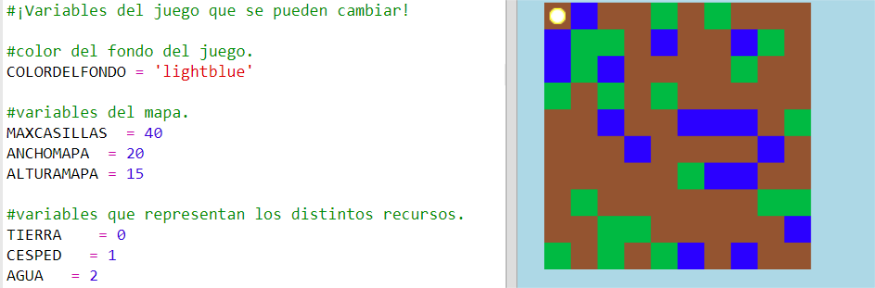 #¡Variables del juego que se pueden cambiar!
#color del fondo del juego.
COLORDELFONDO = 'lightblue'
#variables del mapa.
MAXCASILLAS = 40
ANCHOMAPA = 20
ALTURAMAPA = 15
#variables que representan los distintos recursos.
TIERRA = 0
CESPED = 1
AGUA = 2